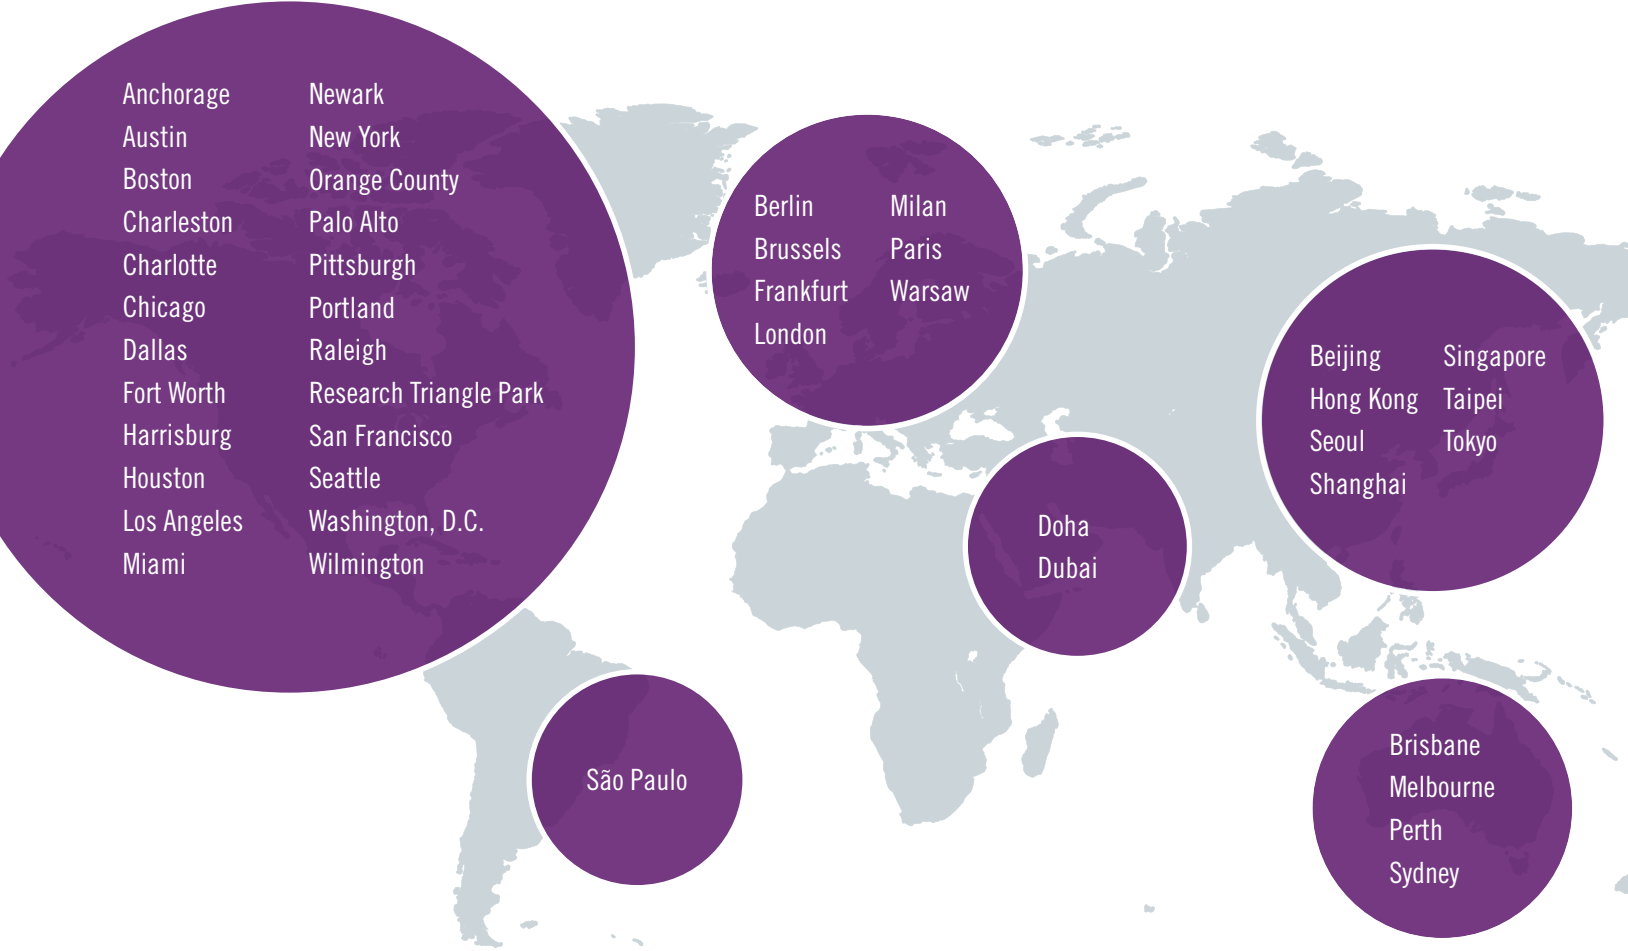 Anchorage
Austin
Boston
Charleston
Charlotte
Chicago
Dallas
Fort Worth
Harrisburg
Houston
Los Angeles
Miami
Newark
New York
Orange County
Palo Alto
Pittsburgh
Portland
Raleigh
Research Triangle Park
San Francisco
Seattle
Washington, D.C.
Wilmington
São Paulo
Berlin
Brussels
Frankfurt
London
Milan
Paris
Warsaw
Doha
Dubai
Beijing
Hong Kong
Seoul
Shanghai
Singapore
Taipei
Tokyo
Brisbane
Melbourne
Perth
Sydney